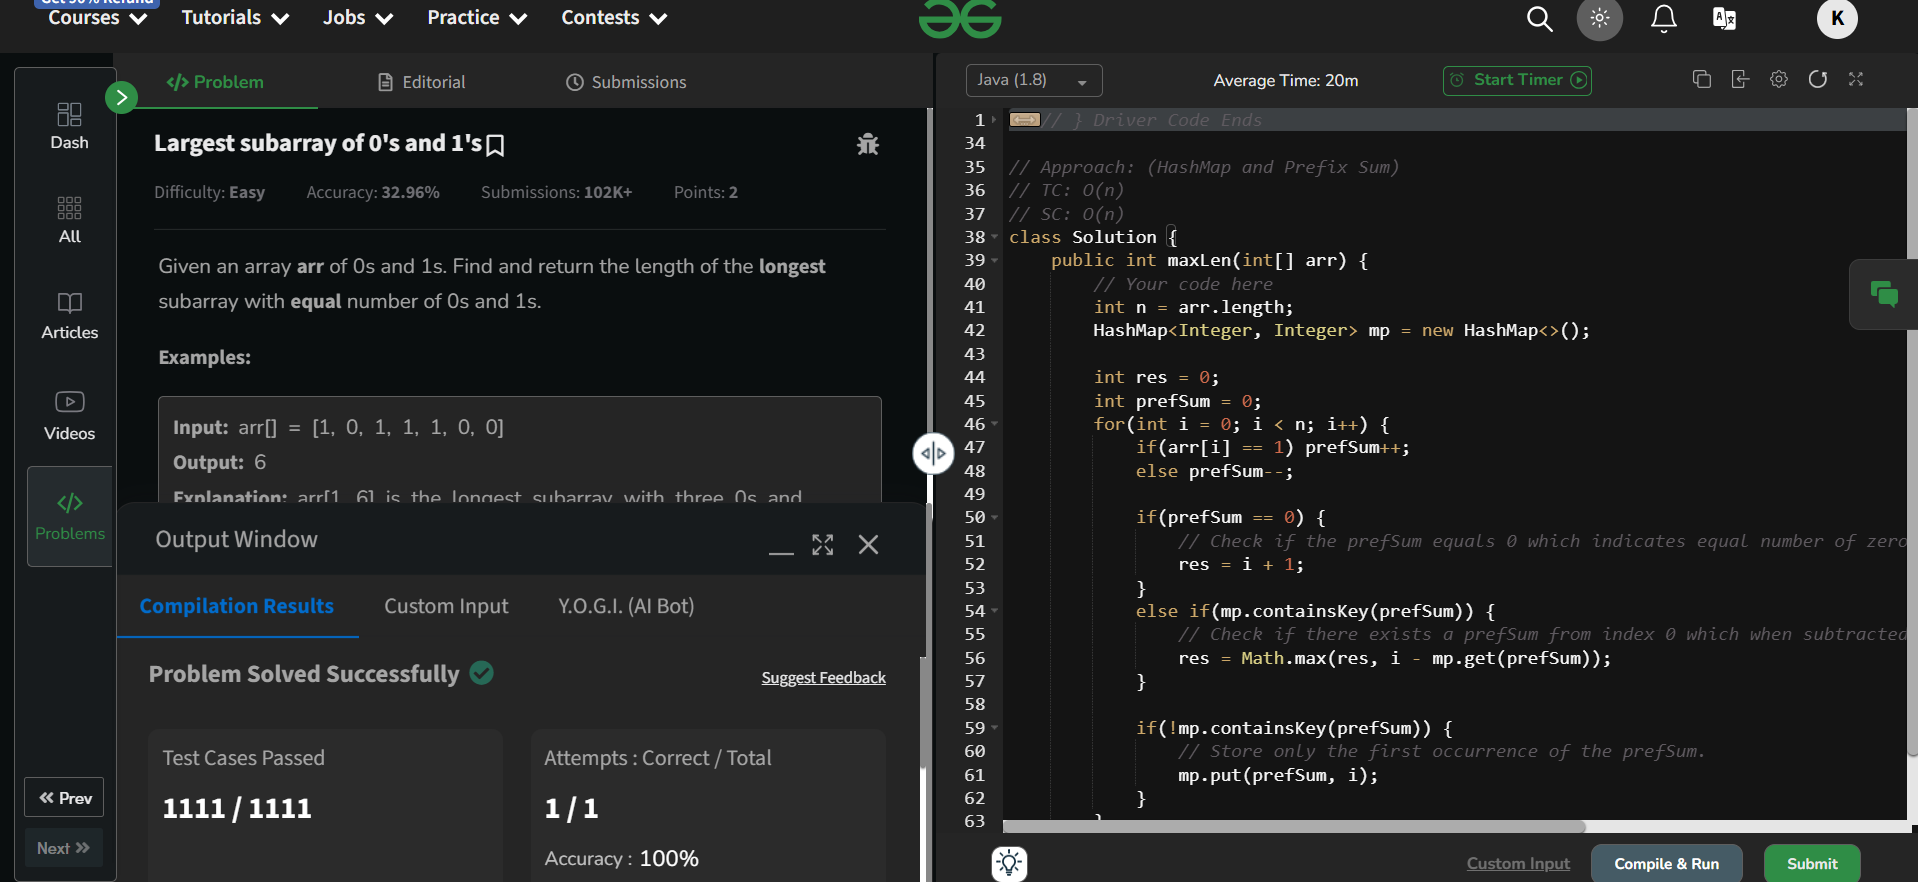 Get 90% Refund
Courses Tutorials Jobs Practice Contests
K
Dash
All
Articles
Videos
Problems
Prev
Next
Problem Editorial Submissions
Largest subarray of 0's and 1's
Difficulty: Easy Accuracy: 32.96% Submissions: 102K+ Points: 2
Given an array arr of 0s and 1s. Find and return the length of the longest
subarray with equal number of 0s and 1s.
Examples:
Input: arr[] = [1, 0, 1, 1, 1, 0, 0]
Output: 6
Explanation: arr[1, 6] is the longest subarray with three 0s and
Output Window
Compilation Results Custom Input Y.O.G.I. (AI Bot)
Problem Solved Successfully
Suggest Feedback
Test Cases Passed
1111 / 1111
Attempts : Correct / Total
1 / 1
Accuracy : 100%
Java (1.8)
Average Time: 20m
Start Timer
1 // } Driver Code Ends
34
35 // Approach: (HashMap and Prefix Sum)
36 // TC: O(n)
37 // SC: O(n)
38 class Solution {
39 public int maxLen(int[] arr) {
40 // Your code here
41 int n = arr.length;
42 HashMap<Integer, Integer> mp = new HashMap<>();
43
44 int res = 0;
45 int prefSum = 0;
46 for(int i = 0; i < n; i++) {
47 if(arr[i] == 1) prefSum++;
48 else prefSum--;
49
50 if(prefSum == 0) {
51 // Check if the prefSum equals 0 which indicates equal number of zero
52 res = i + 1;
53 }
54 else if(mp.containsKey(prefSum)) {
55 // Check if there exists a prefSum from index 0 which when subtracted
56 res = Math.max(res, i - mp.get(prefSum));
57 }
58
59 if(!mp.containsKey(prefSum)) {
60 // Store only the first occurrence of the prefSum.
61 mp.put(prefSum, i);
62 }
63 }
Custom Input
Compile & Run
Submit